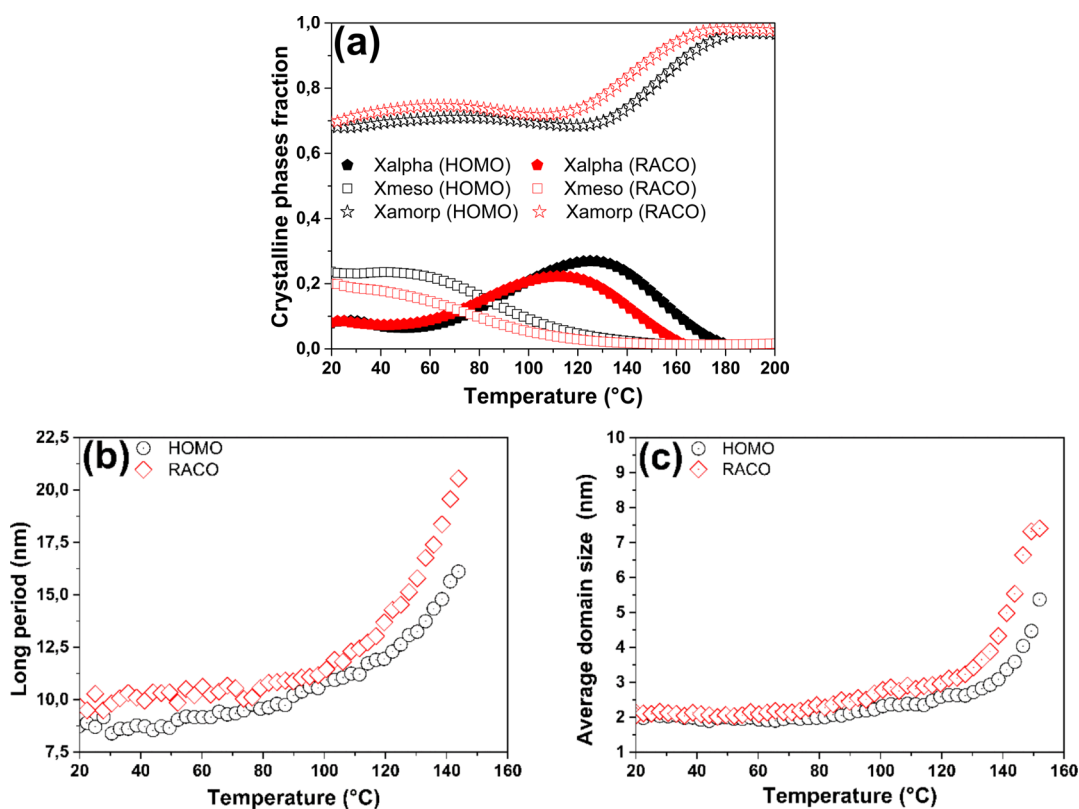 (a)
Crystalline phases fraction
1,0
0,8
0,6
0,4
0,2
0,0
Xalpha (HOMO) Xalpha (RACO)
Xmeso (HOMO) Xmeso (RACO)
Xamorp (HOMO) Xamorp (RACO)
20 40 60 80 100 120 140 160 180 200
Temperature (°C)
(b)
HOMO
RACO
Long period (nm)
22,5
20,0
17,5
15,0
12,5
10,0
7,5
20 40 60 80 100 120 140 160
Temperature (°C)
(c)
HOMO
RACO
Average domain size (nm)
10
9
8
7
6
5
4
3
2
1
20 40 60 80 100 120 140 160
Temperature (°C)